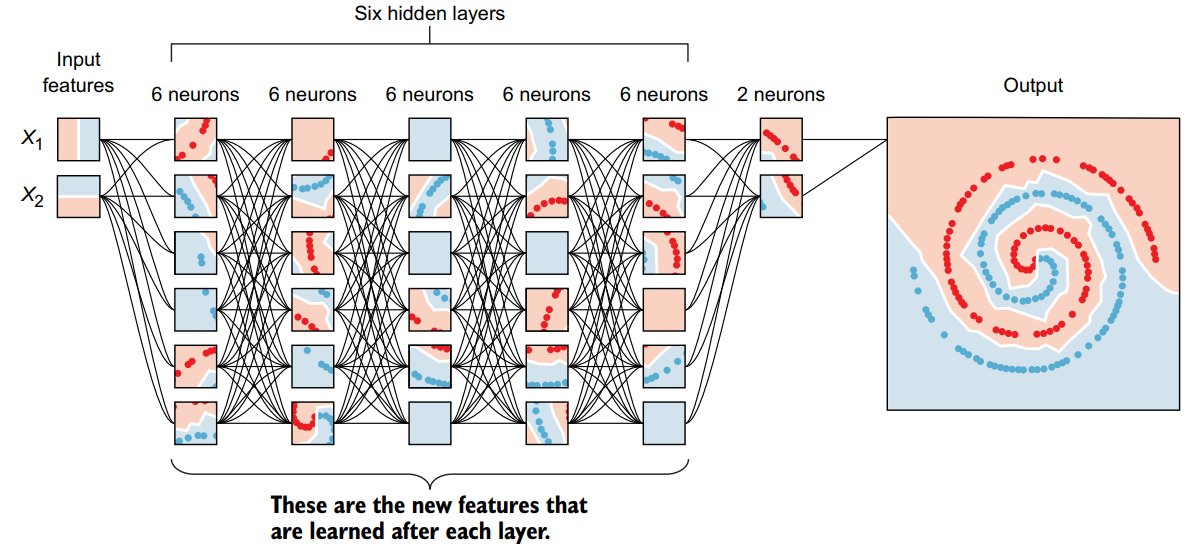 Six hidden layers
Input
features
6 neurons 6 neurons 6 neurons 6 neurons 6 neurons 2 neurons
Output
X1
X2
These are the new features that
are learned after each layer.